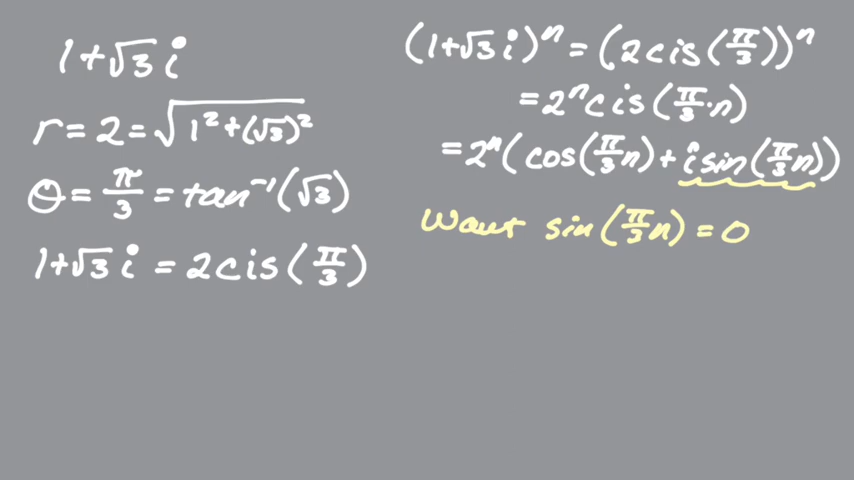 1+√3 i
r = 2 = √(1² + (√3)²)
θ = π/3 = tan⁻¹(√3)
1+√3 i = 2cis(π/3)
(1+√3 i)ⁿ = (2cis(π/3))ⁿ
= 2ⁿcis(π/3·n)
= 2ⁿ(cos(π/3 n) + i sin(π/3 n))
Want sin(π/3 n) = 0